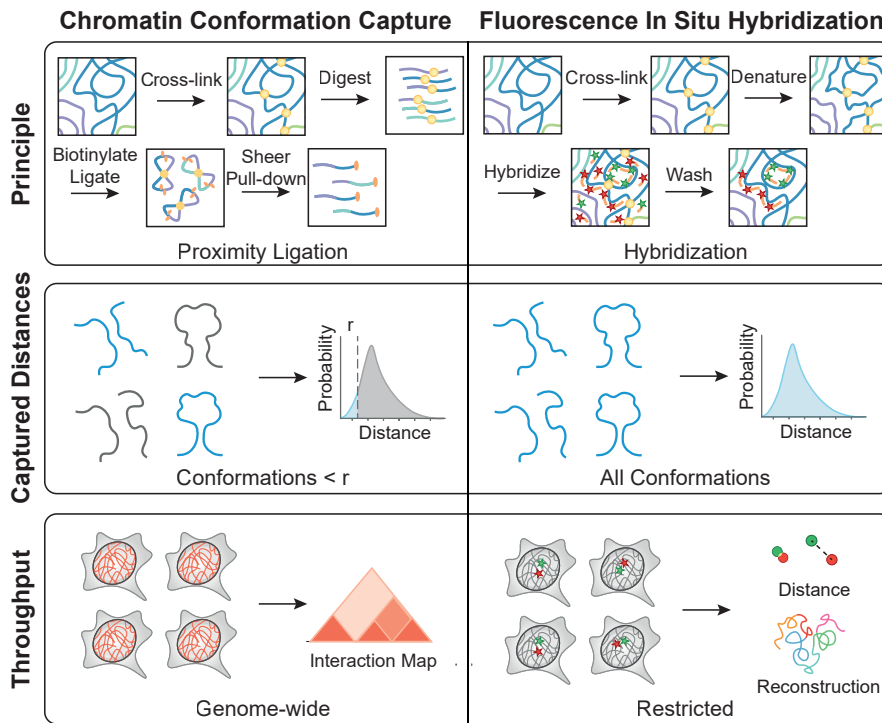 Chromatin Conformation Capture
Fluorescence In Situ Hybridization
Principle
Cross-link
Digest
Biotinylate
Ligate
Sheer
Pull-down
Proximity Ligation
Cross-link
Denature
Hybridize
Wash
Hybridization
Captured Distances
r
Probability
Distance
Conformations < r
Probability
Distance
All Conformations
Throughput
Interaction Map
Genome-wide
Distance
Reconstruction
Restricted